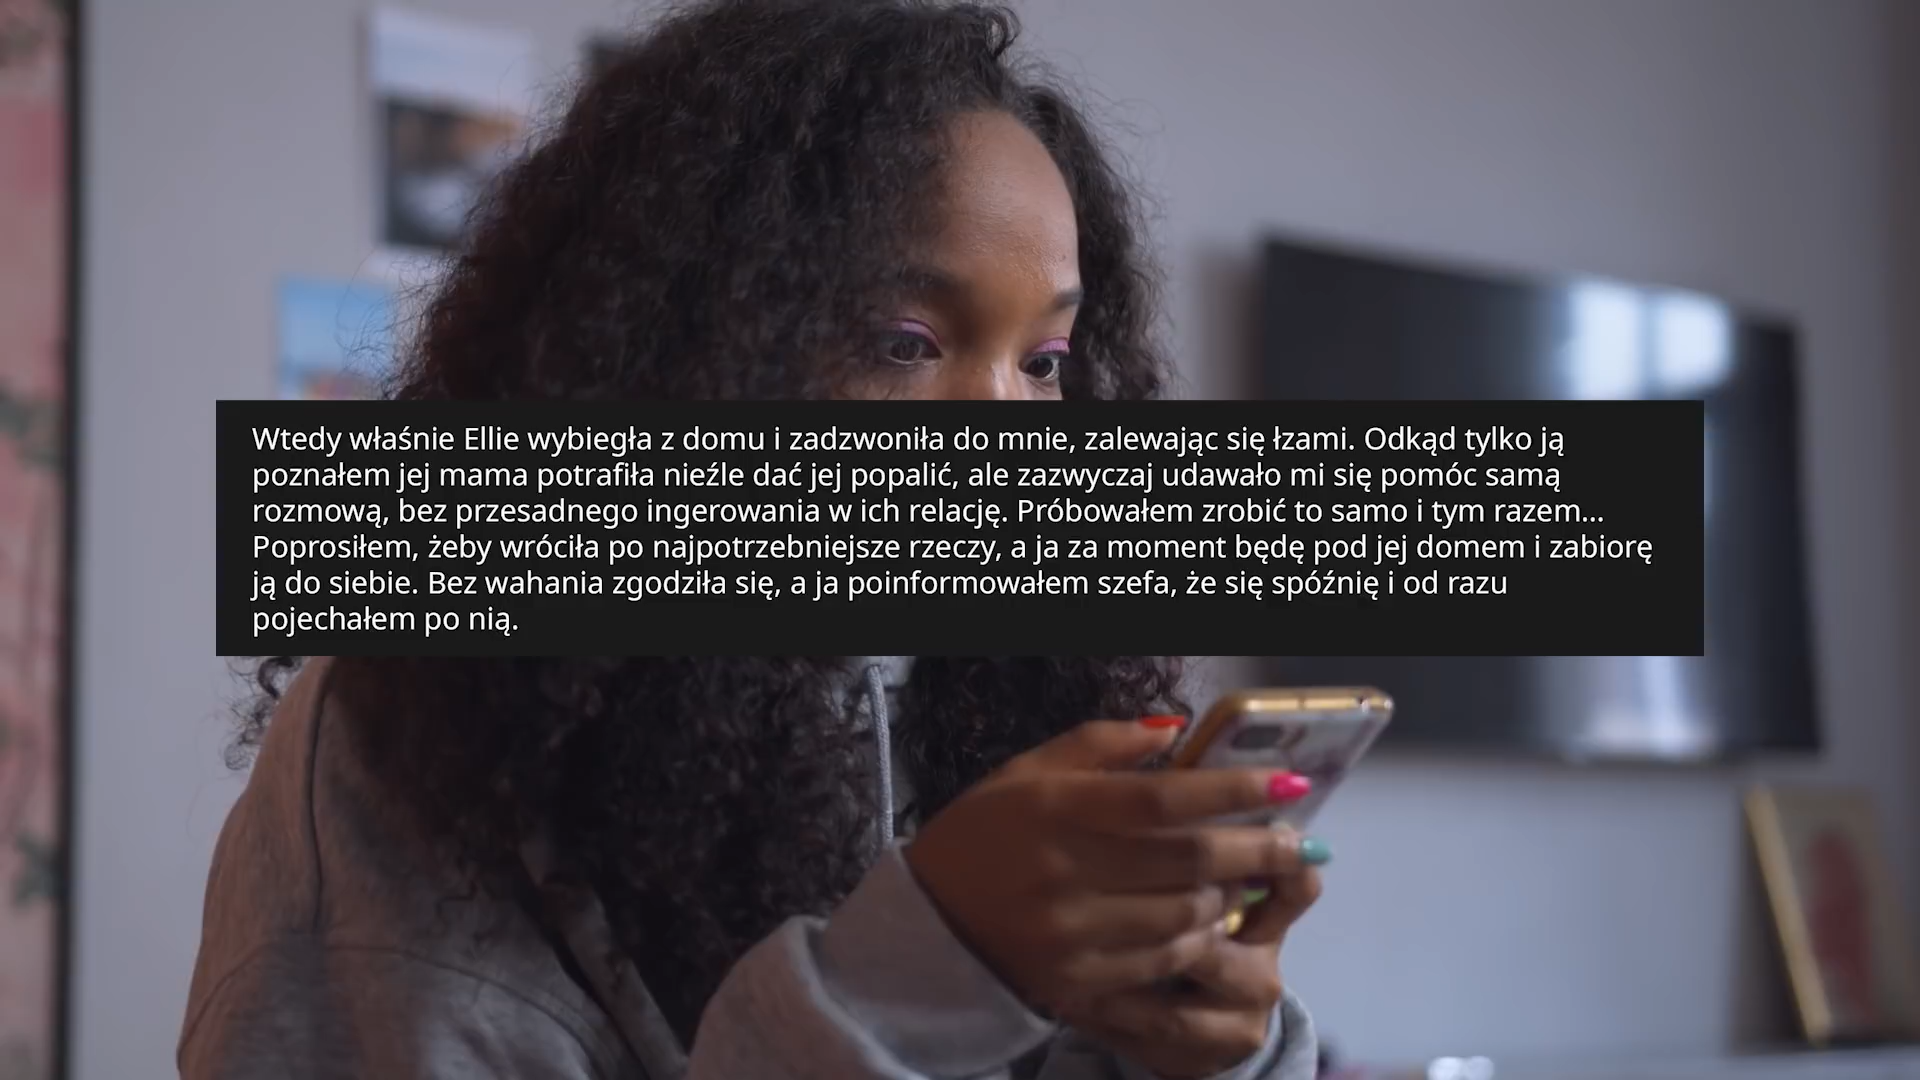 Wtedy właśnie Ellie wybiegła z domu i zadzwoniła do mnie, zalewając się łzami. Odkąd tylko ją
poznałem jej mama potrafiła nieźle dać jej popalić, ale zazwyczaj udawało mi się pomóc samą
rozmową, bez przesadnego ingerowania w ich relację. Próbowałem zrobić to samo i tym razem...
Poprosiłem, żeby wróciła po najpotrzebniejsze rzeczy, a ja za moment będę pod jej domem i zabiorę
ją do siebie. Bez wahania zgodziła się, a ja poinformowałem szefa, że się spóźnię i od razu
pojechałem po nią.